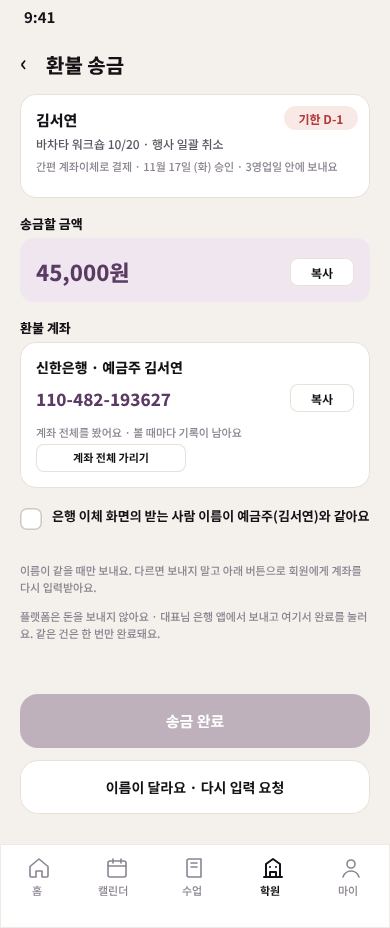 9:41
환불 송금
김서연
기한 D-1
바차타 워크숍 10/20 · 행사 일괄 취소
간편 계좌이체로 결제 · 11월 17일 (화) 승인 · 3영업일 안에 보내요
송금할 금액
45,000원
복사
환불 계좌
신한은행 · 예금주 김서연
110-482-193627
복사
계좌 전체를 봤어요 · 볼 때마다 기록이 남아요
계좌 전체 가리기
은행 이체 화면의 받는 사람 이름이 예금주(김서연)와 같아요
이름이 같을 때만 보내요. 다르면 보내지 말고 아래 버튼으로 회원에게 계좌를
다시 입력받아요.
플랫폼은 돈을 보내지 않아요 · 대표님 은행 앱에서 보내고 여기서 완료를 눌러
요. 같은 건은 한 번만 완료돼요.
송금 완료
이름이 달라요 · 다시 입력 요청
홈
캘린더
수업
학원
마이